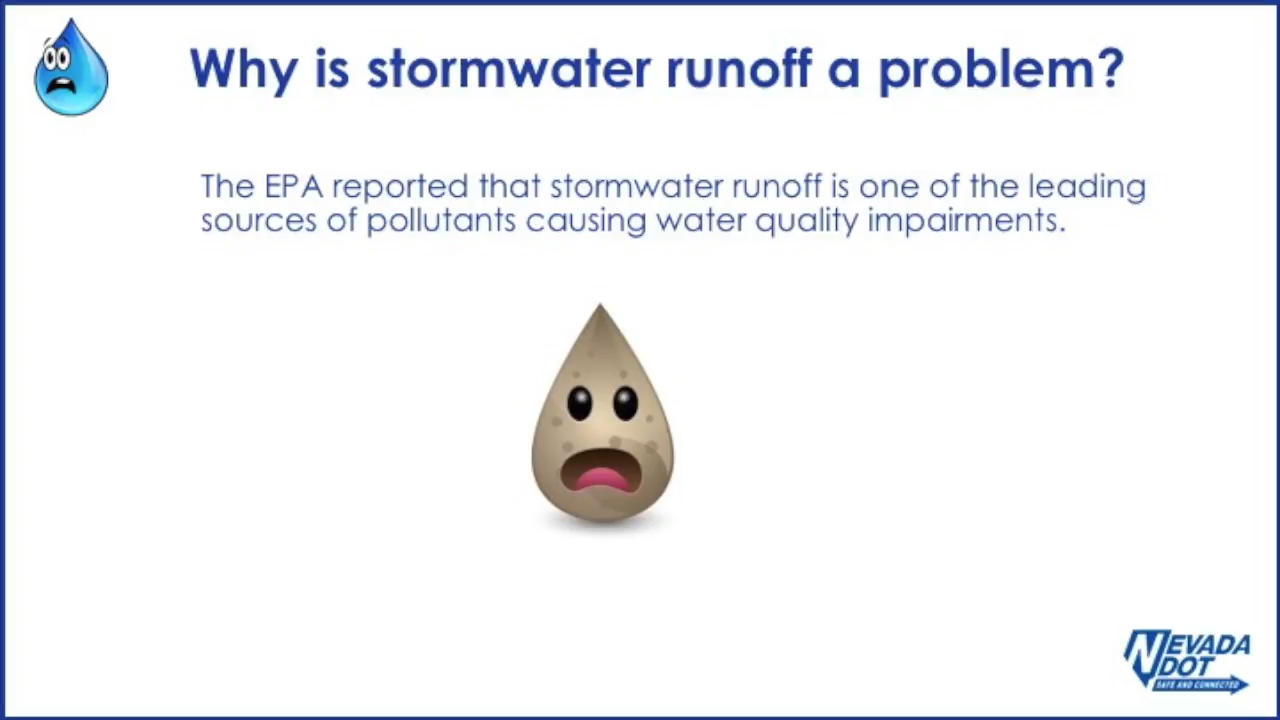 Why is stormwater runoff a problem?
The EPA reported that stormwater runoff is one of the leading
sources of pollutants causing water quality impairments.
NEVADA
DOT
SAFE AND CONNECTED